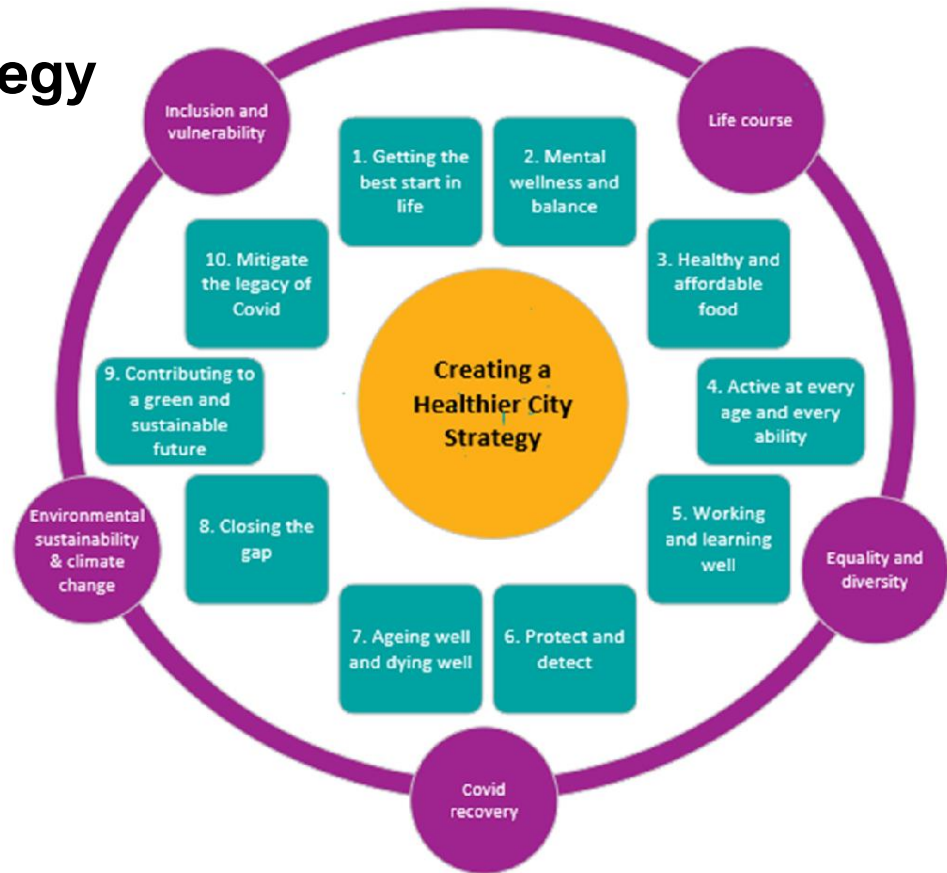 egy
Inclusion and
vulnerability
Life course
1. Getting the
best start in
life
2. Mental
wellness and
balance
10. Mitigate
the legacy of
Covid
3. Healthy and
affordable
food
Creating a
Healthier City
Strategy
9. Contributing to
a green and
sustainable
future
4. Active at every
age and every
ability
Environmental
sustainability
& climate
change
8. Closing the
gap
5. Working
and learning
well
Equality and
diversity
7. Ageing well
and dying well
6. Protect and
detect
Covid
recovery